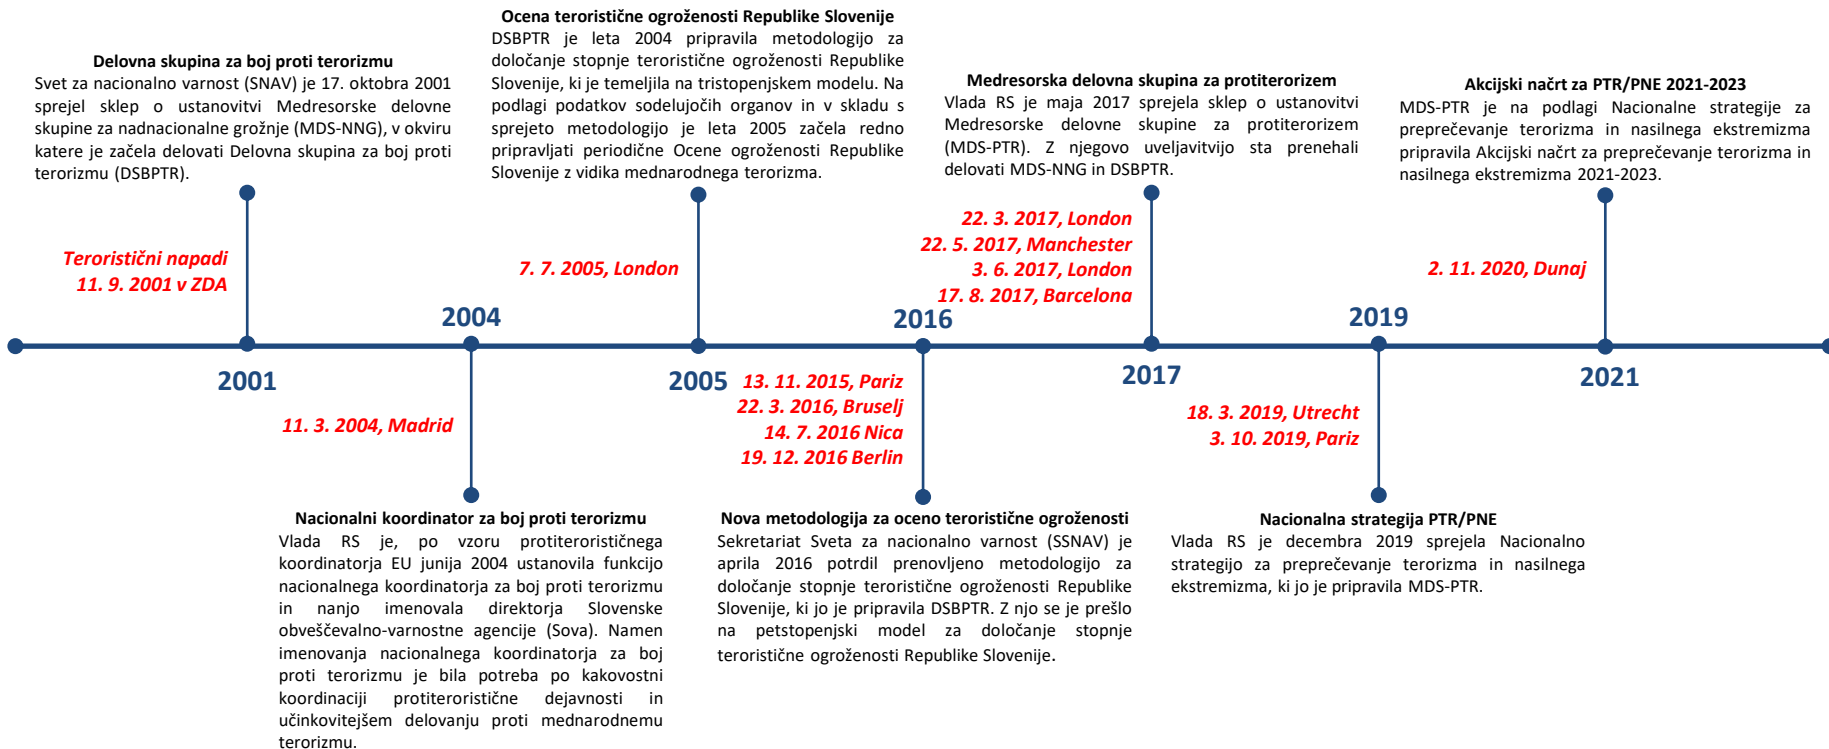 Delovna skupina za boj proti terorizmu
Svet za nacionalno varnost (SNAV) je 17. oktobra 2001
sprejel sklep o ustanovitvi Medresorske delovne
skupine za nadnacionalne grožnje (MDS-NNG), v okviru
katere je začela delovati Delovna skupina za boj proti
terorizmu (DSBPTR).
Ocena teroristične ogroženosti Republike Slovenije
DSBPTR je leta 2004 pripravila metodologijo za
določanje stopnje teroristične ogroženosti Republike
Slovenije, ki je temeljila na tristopenjskem modelu. Na
podlagi podatkov sodelujočih organov in v skladu s
sprejeto metodologijo je leta 2005 začela redno
pripravljati periodične Ocene ogroženosti Republike
Slovenije z vidika mednarodnega terorizma.
Medresorska delovna skupina za protiterorizem
Vlada RS je maja 2017 sprejela sklep o ustanovitvi
Medresorske delovne skupine za protiterorizem
(MDS-PTR). Z njegovo uveljavitvijo sta prenehali
delovati MDS-NNG in DSBPTR.
Akcijski načrt za PTR/PNE 2021-2023
MDS-PTR je na podlagi Nacionalne strategije za
preprečevanje terorizma in nasilnega ekstremizma
pripravila Akcijski načrt za preprečevanje terorizma in
nasilnega ekstremizma 2021-2023.
Teroristični napadi
11. 9. 2001 v ZDA
7. 7. 2005, London
22. 3. 2017, London
22. 5. 2017, Manchester
3. 6. 2017, London
17. 8. 2017, Barcelona
2. 11. 2020, Dunaj
2004
2016
2019
2001
2005
2017
2021
11. 3. 2004, Madrid
13. 11. 2015, Pariz
22. 3. 2016, Bruselj
14. 7. 2016 Nica
19. 12. 2016 Berlin
18. 3. 2019, Utrecht
3. 10. 2019, Pariz
Nacionalni koordinator za boj proti terorizmu
Vlada RS je, po vzoru protiterorističnega
koordinatorja EU junija 2004 ustanovila funkcijo
nacionalnega koordinatorja za boj proti terorizmu
in nanjo imenovala direktorja Slovenske
obveščevalno-varnostne agencije (Sova). Namen
imenovanja nacionalnega koordinatorja za boj
proti terorizmu je bila potreba po kakovostni
koordinaciji protiteroristične dejavnosti in
učinkovitejšem delovanju proti mednarodnemu
terorizmu.
Nova metodologija za oceno teroristične ogroženosti
Sekretariat Sveta za nacionalno varnost (SSNAV) je
aprila 2016 potrdil prenovljeno metodologijo za
določanje stopnje teroristične ogroženosti Republike
Slovenije, ki jo je pripravila DSBPTR. Z njo se je prešlo
na petstopenjski model za določanje stopnje
teroristične ogroženosti Republike Slovenije.
Nacionalna strategija PTR/PNE
Vlada RS je decembra 2019 sprejela Nacionalno
strategijo za preprečevanje terorizma in nasilnega
ekstremizma, ki jo je pripravila MDS-PTR.